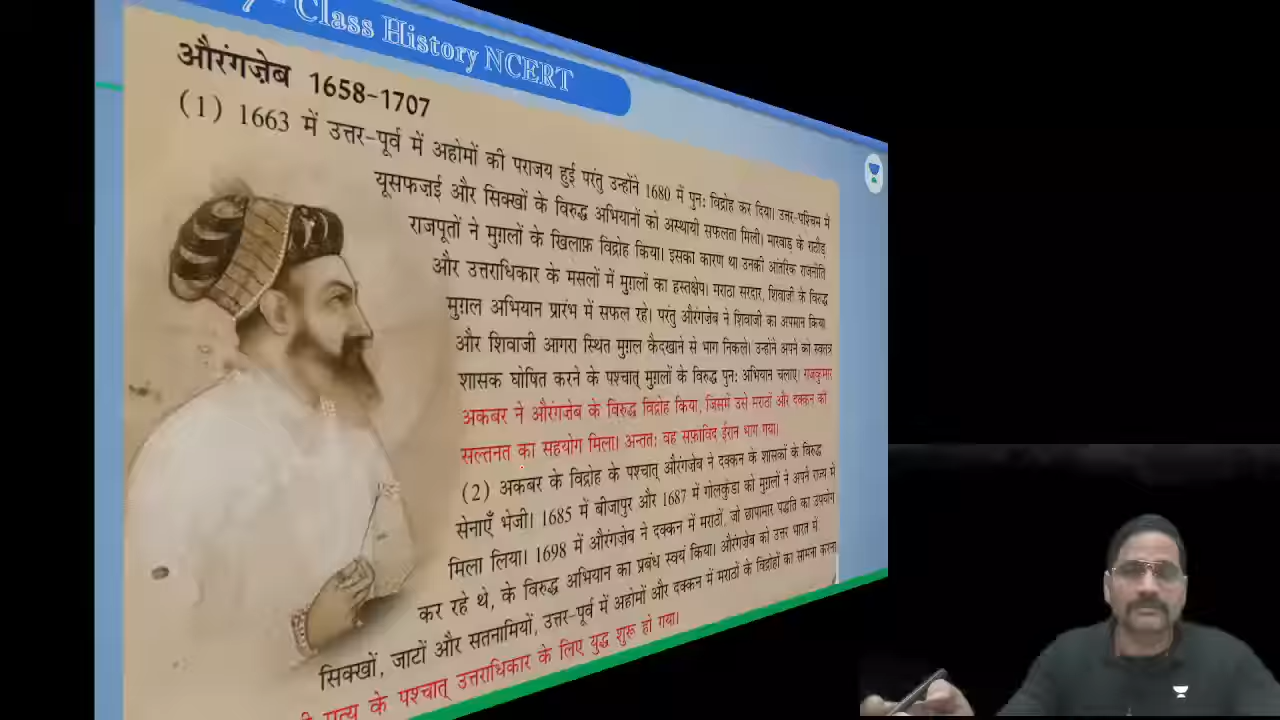 7 Class History NCERT
औरंगज़ेब 1658-1707
(1) 1663 में उत्तर-पूर्व में अहोमों की पराजय हुई परंतु उन्होंने 1680 में पुनः विद्रोह कर दिया। उत्तर-पश्चिम में
यूसफज़ई और सिक्खों के विरुद्ध अभियानों को अस्थायी सफलता मिली। मारवाड़ के राठौड़
राजपूतों ने मुग़लों के खिलाफ़ विद्रोह किया। इसका कारण था उनकी आंतरिक राजनीति
और उत्तराधिकार के मसलों में मुग़लों का हस्तक्षेप। मराठा सरदार, शिवाजी के विरुद्ध
मुग़ल अभियान प्रारंभ में सफल रहे। परंतु औरंगज़ेब ने शिवाजी का अपमान किया
और शिवाजी आगरा स्थित मुग़ल कैदखाने से भाग निकले। उन्होंने अपने को स्वतंत्र
शासक घोषित करने के पश्चात् मुग़लों के विरुद्ध पुनः अभियान चलाए। राजकुमार
अकबर ने औरंगज़ेब के विरुद्ध विद्रोह किया, जिसमें उसे मराठों और दक्कन की
सल्तनत का सहयोग मिला। अन्ततः वह सफ़ाविद ईरान भाग गया।
(2) अकबर के विद्रोह के पश्चात् औरंगज़ेब ने दक्कन के शासकों के विरुद्ध
सेनाएँ भेजी। 1685 में बीजापुर और 1687 में गोलकुंडा को मुग़लों ने अपने राज्य में
मिला लिया। 1698 में औरंगज़ेब ने दक्कन में मराठों, जो छापामार पद्धति का उपयोग
कर रहे थे, के विरुद्ध अभियान का प्रबंध स्वयं किया। औरंगज़ेब को उत्तर भारत में
सिक्खों, जाटों और सतनामियों, उत्तर-पूर्व में अहोमों और दक्कन में मराठों के विद्रोहों का सामना करना
के पश्चात् उत्तराधिकार के लिए युद्ध शुरू हो गया।